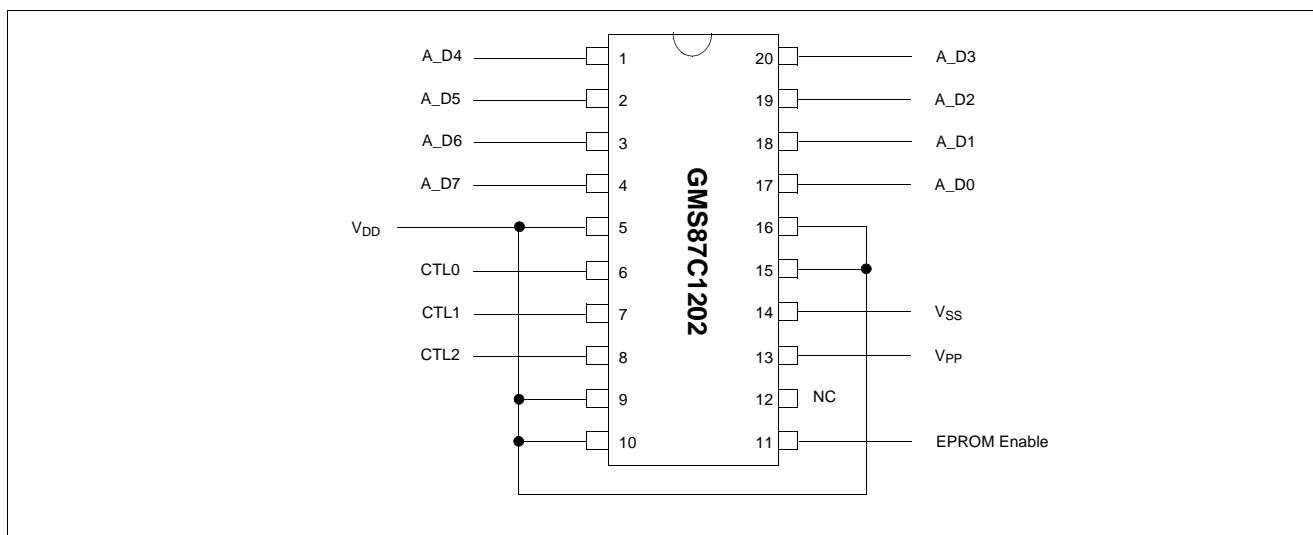 A_D4 1 20 A_D3
A_D5 2 19 A_D2
A_D6 3 18 A_D1
A_D7 4 17 A_D0
VDD 5 16
CTL0 6 15
CTL1 7 14 VSS
CTL2 8 13 VPP
9 12 NC
10 11 EPROM Enable
GMS87C1202